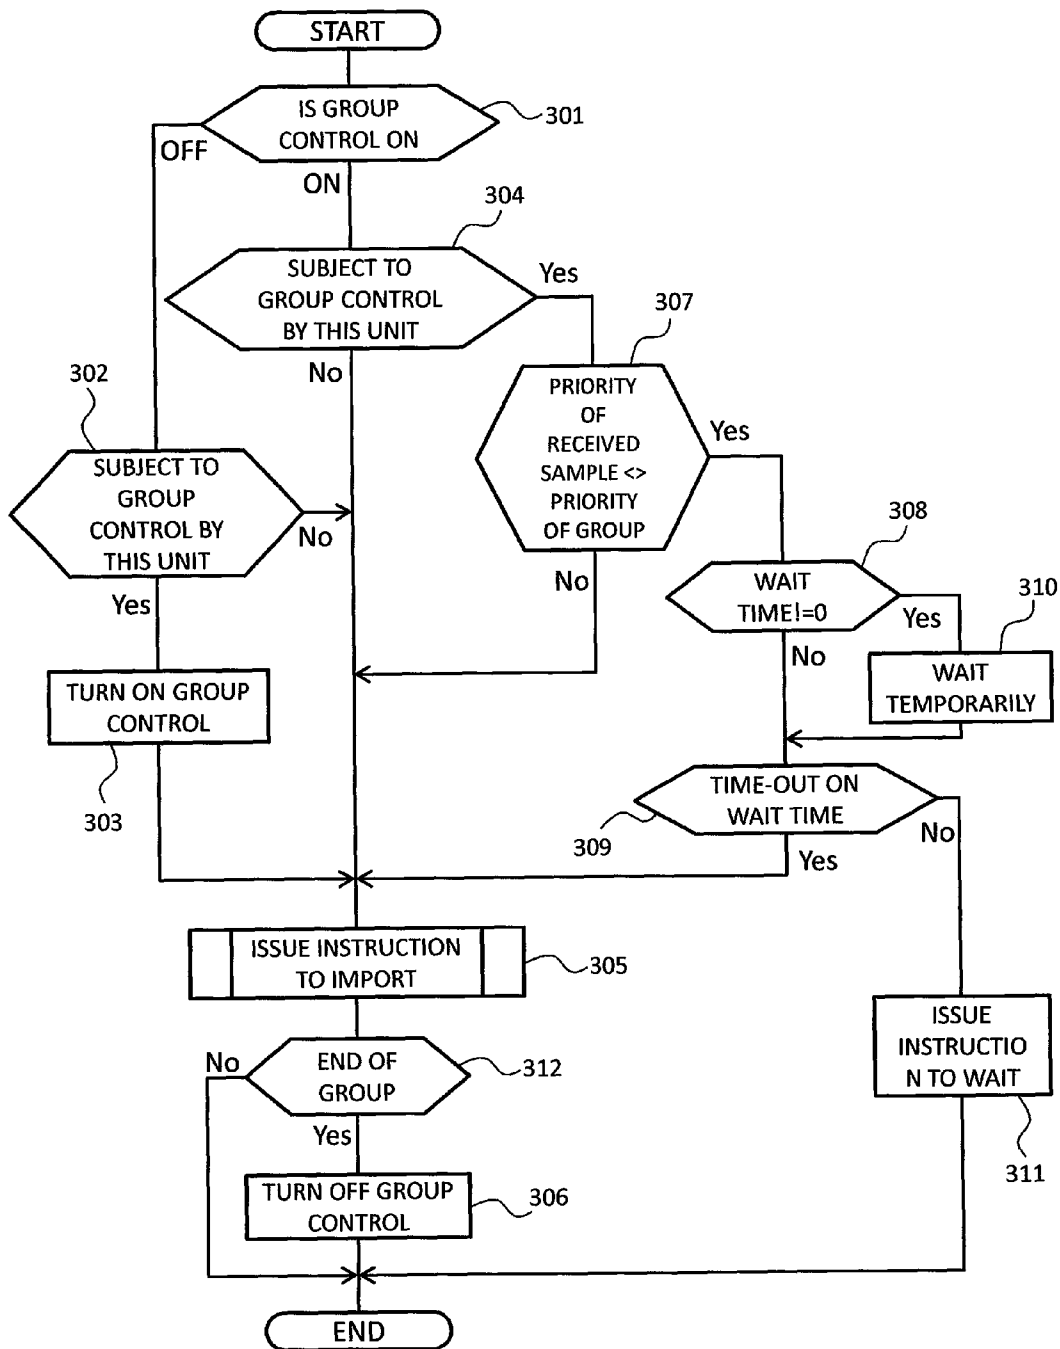 START
IS GROUP
CONTROL ON
301
OFF
ON
304
SUBJECT TO
GROUP CONTROL
BY THIS UNIT
Yes
No
307
PRIORITY
OF
RECEIVED
SAMPLE <>
PRIORITY
OF GROUP
Yes
No
302
SUBJECT TO
GROUP
CONTROL BY
THIS UNIT
No
Yes
308
WAIT
TIME!=0
Yes
No
310
WAIT
TEMPORARILY
TURN ON GROUP
CONTROL
303
TIME-OUT ON
WAIT TIME
309
No
Yes
ISSUE INSTRUCTION
TO IMPORT
305
ISSUE
INSTRUCTIO
N TO WAIT
311
END OF
GROUP
312
No
Yes
TURN OFF GROUP
CONTROL
306
END